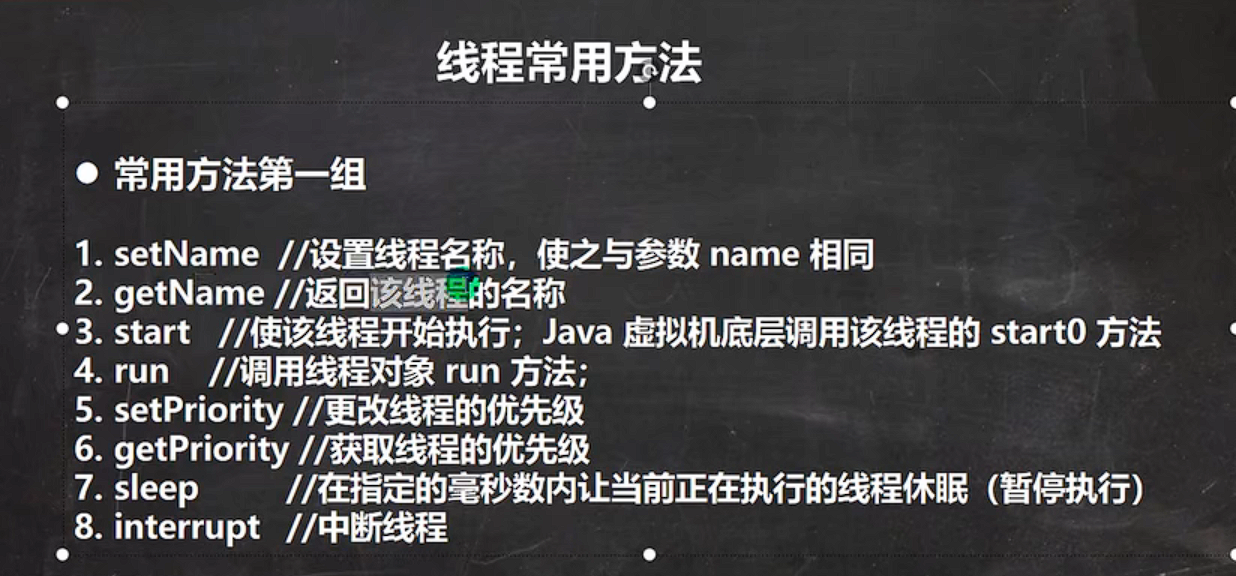 线程常用方法
● 常用方法第一组
1. setName //设置线程名称，使之与参数 name 相同
2. getName //返回该线程的名称
3. start //使该线程开始执行；Java 虚拟机底层调用该线程的 start0 方法
4. run //调用线程对象 run 方法；
5. setPriority //更改线程的优先级
6. getPriority //获取线程的优先级
7. sleep //在指定的毫秒数内让当前正在执行的线程休眠（暂停执行）
8. interrupt //中断线程